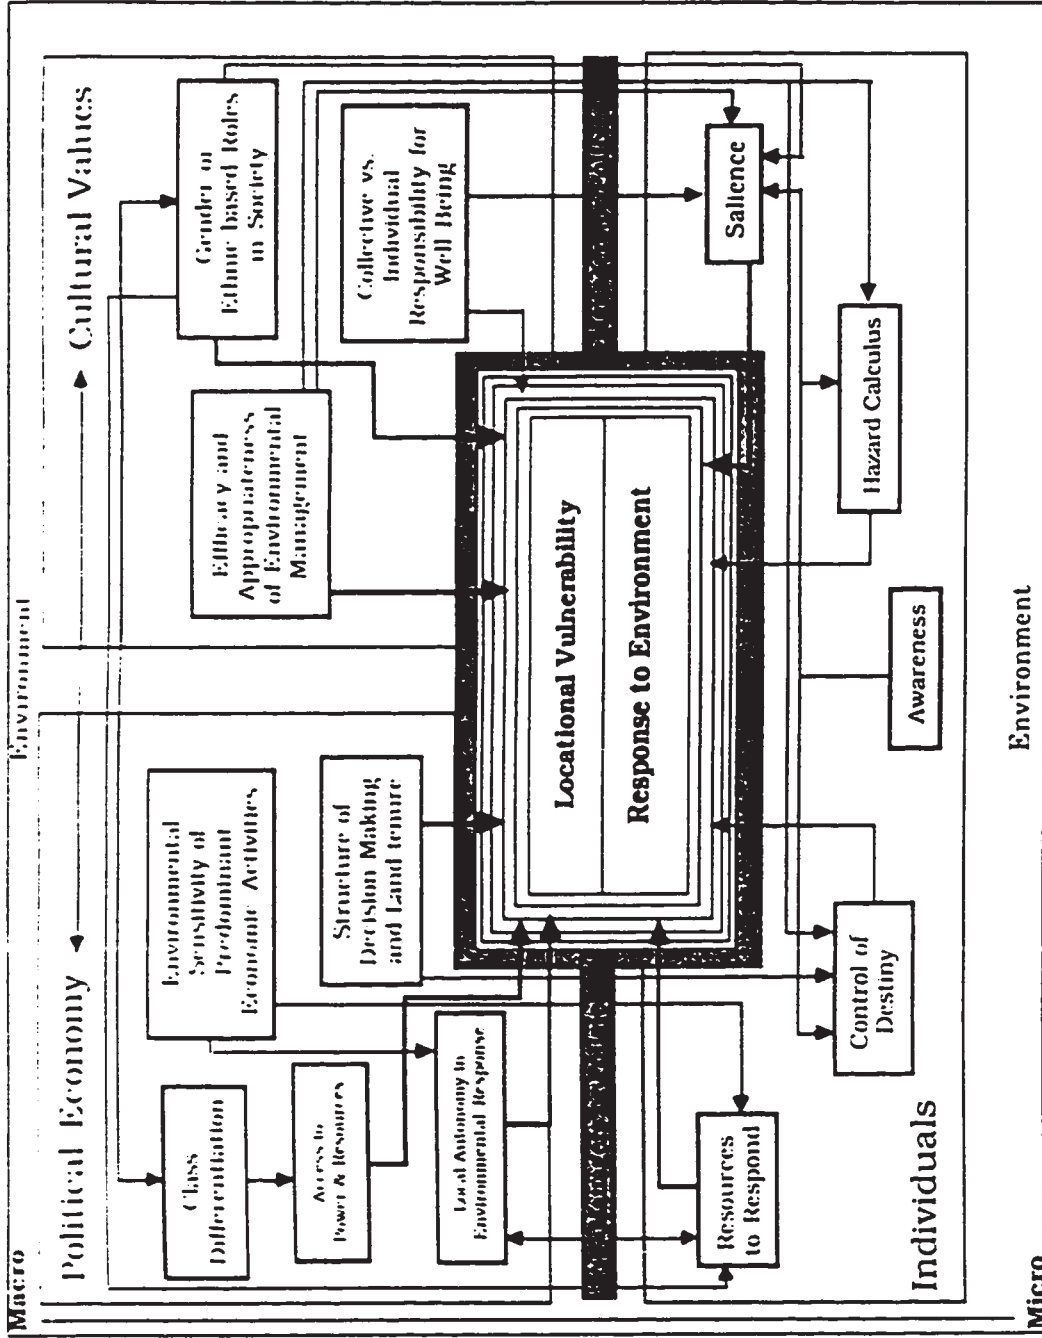 Macro
Environment
Political Economy
Cultural Values
Class
Differentiation
Access to
Power & Resources
Local Autonomy in
Environmental Response
Environmental
Sensitivity of
Predominant
Economic Activities
Structure of
Decision Making
and Land tenure
Efficacy and
Appropriateness
of Environmental
Management
Gender or
Ethnic based Roles
in Society
Collective vs.
Individual
Responsibility for
Well Being
Locational Vulnerability
Response to Environment
Resources
to Respond
Control of
Destiny
Awareness
Hazard Calculus
Salience
Individuals
Micro
Environment